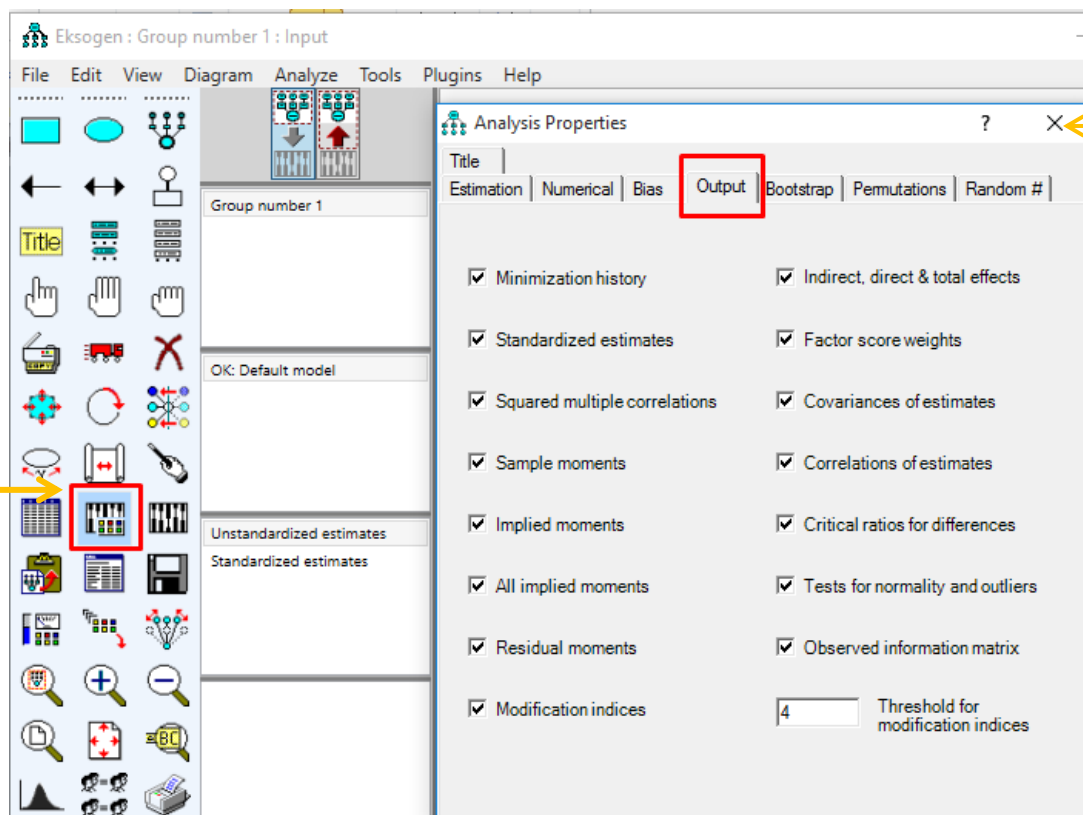 Eksogen : Group number 1 : Input
File Edit View Diagram Analyze Tools Plugins Help
Title
Group number 1
OK: Default model
Unstandardized estimates
Standardized estimates
Analysis Properties ?
Title
Estimation Numerical Bias Output Bootstrap Permutations Random #
Minimization history Indirect, direct & total effects
Standardized estimates Factor score weights
Squared multiple correlations Covariances of estimates
Sample moments Correlations of estimates
Implied moments Critical ratios for differences
All implied moments Tests for normality and outliers
Residual moments Observed information matrix
Modification indices 4 Threshold for
modification indices